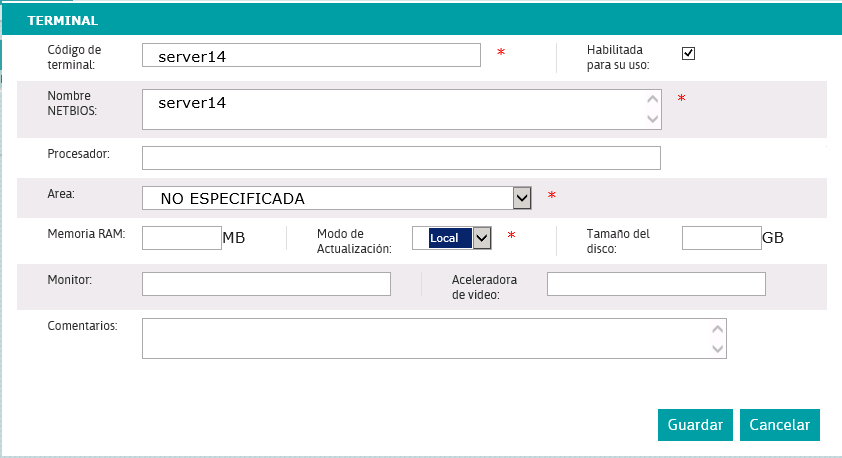 TERMINAL
Código de
terminal:
server14
*
Habilitada
para su uso:
Nombre
NETBIOS:
server14
*
Procesador:
Area:
NO ESPECIFICADA
*
Memoria RAM:
MB
Modo de
Actualización:
Local
*
Tamaño del
disco:
GB
Monitor:
Aceleradora
de video:
Comentarios:
Guardar
Cancelar